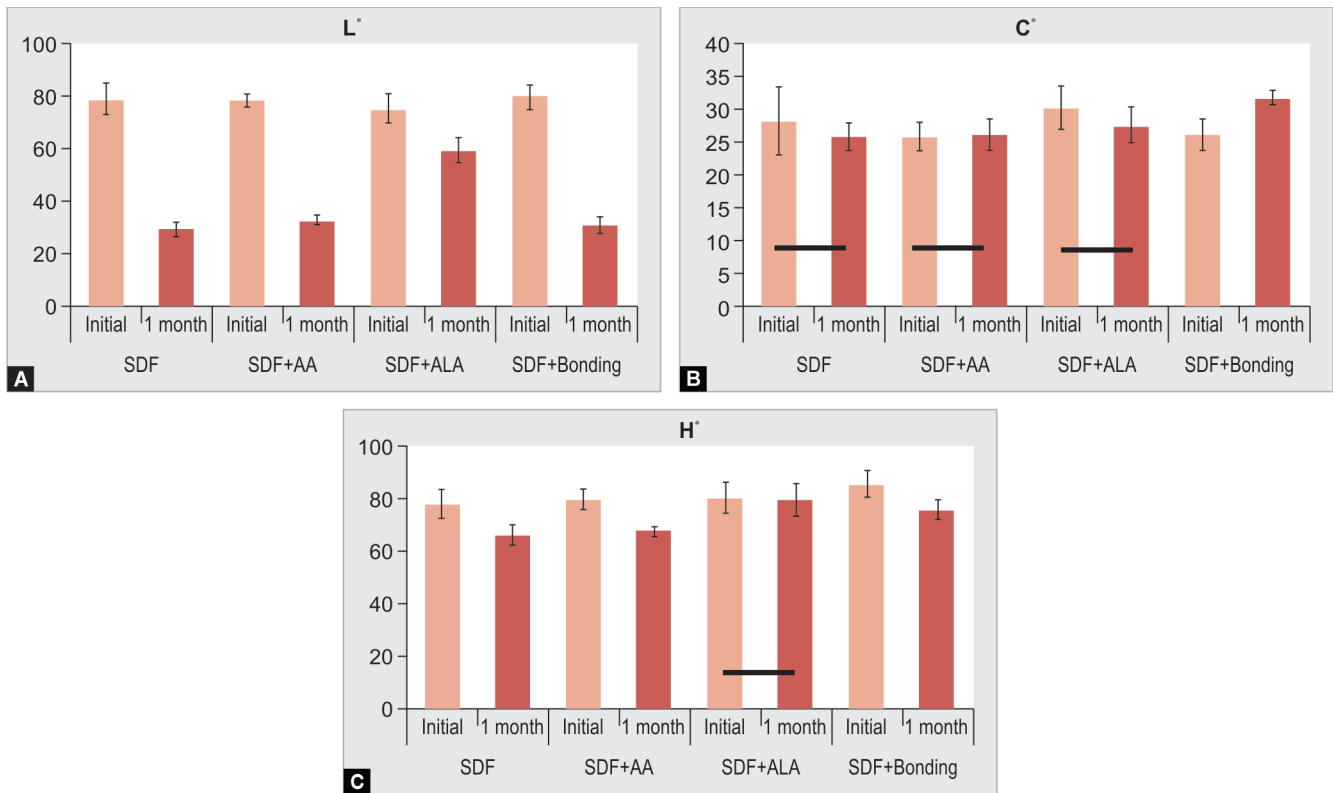 L*
100
80
60
40
20
0
Initial 1 month Initial 1 month Initial 1 month Initial 1 month
SDF SDF+AA SDF+ALA SDF+Bonding
A
C*
40
35
30
25
20
15
10
5
0
Initial 1 month Initial 1 month Initial 1 month Initial 1 month
SDF SDF+AA SDF+ALA SDF+Bonding
B
H*
100
80
60
40
20
0
Initial 1 month Initial 1 month Initial 1 month Initial 1 month
SDF SDF+AA SDF+ALA SDF+Bonding
C